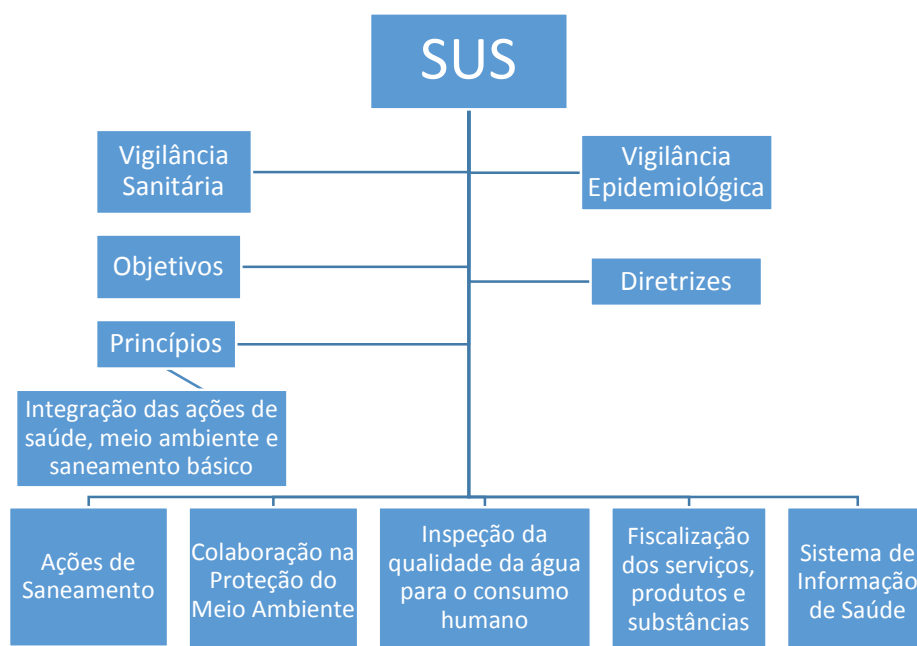 SUS
Vigilância
Sanitária
Vigilância
Epidemiológica
Objetivos
Diretrizes
Princípios
Integração das ações de
saúde, meio ambiente e
saneamento básico
Ações de
Saneamento
Colaboração na
Proteção do
Meio Ambiente
Inspeção da
qualidade da água
para o consumo
humano
Fiscalização
dos serviços,
produtos e
substâncias
Sistema de
Informação
de Saúde